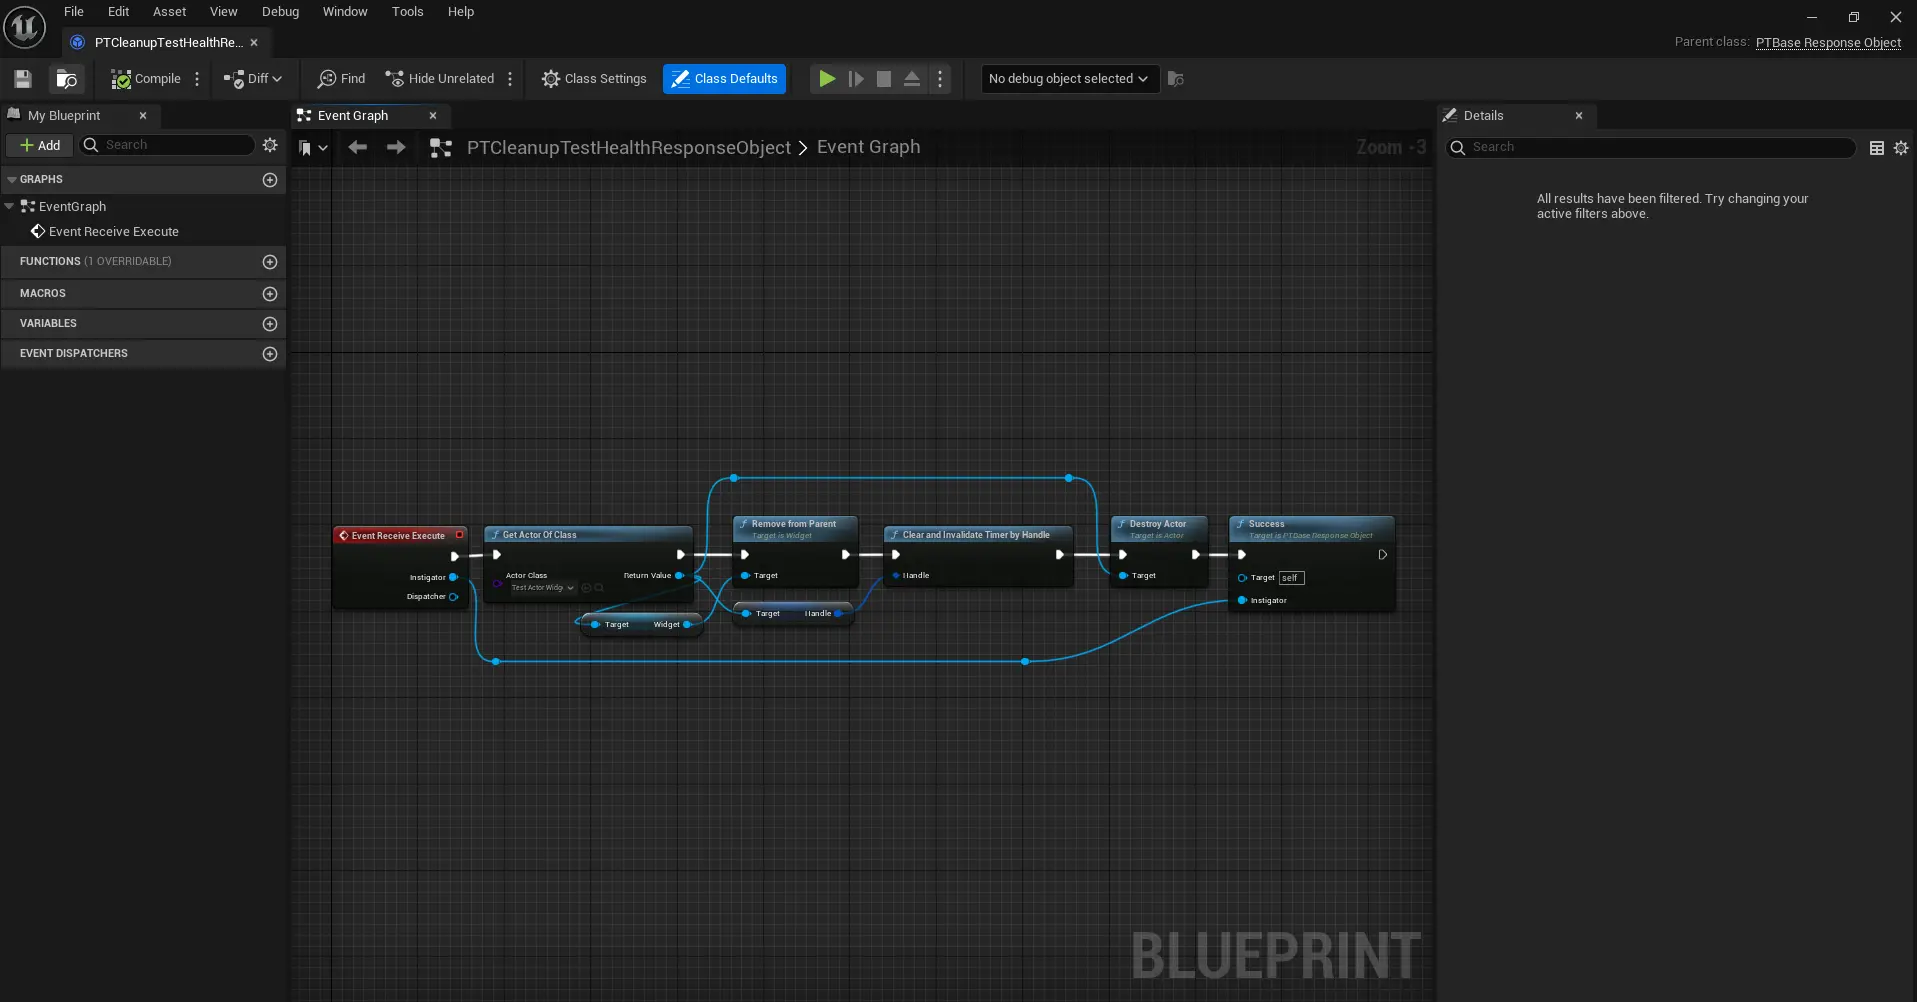 File Edit Asset View Debug Window Tools Help
PTCleanupTestHealthRe...
Parent class: PTBase Response Object
Compile Diff Find Hide Unrelated Class Settings Class Defaults No debug object selected
My Blueprint
Event Graph
Details
Add Search
PTCleanupTestHealthResponseObject > Event Graph
Zoom -3
Search
GRAPHS
EventGraph
Event Receive Execute
FUNCTIONS (1 OVERRIDABLE)
MACROS
VARIABLES
EVENT DISPATCHERS
All results have been filtered. Try changing your
active filters above.
Event Receive Execute
Instigator
Dispatcher
Get Actor Of Class
Actor Class
Test Actor Widg
Return Value
Target Widget
Remove from Parent
Target is Widget
Target
Target Handle
Clear and Invalidate Timer by Handle
Handle
Destroy Actor
Target is Actor
Target
Success
Target is PTBase Response Object
Target self
Instigator
BLUEPRINT